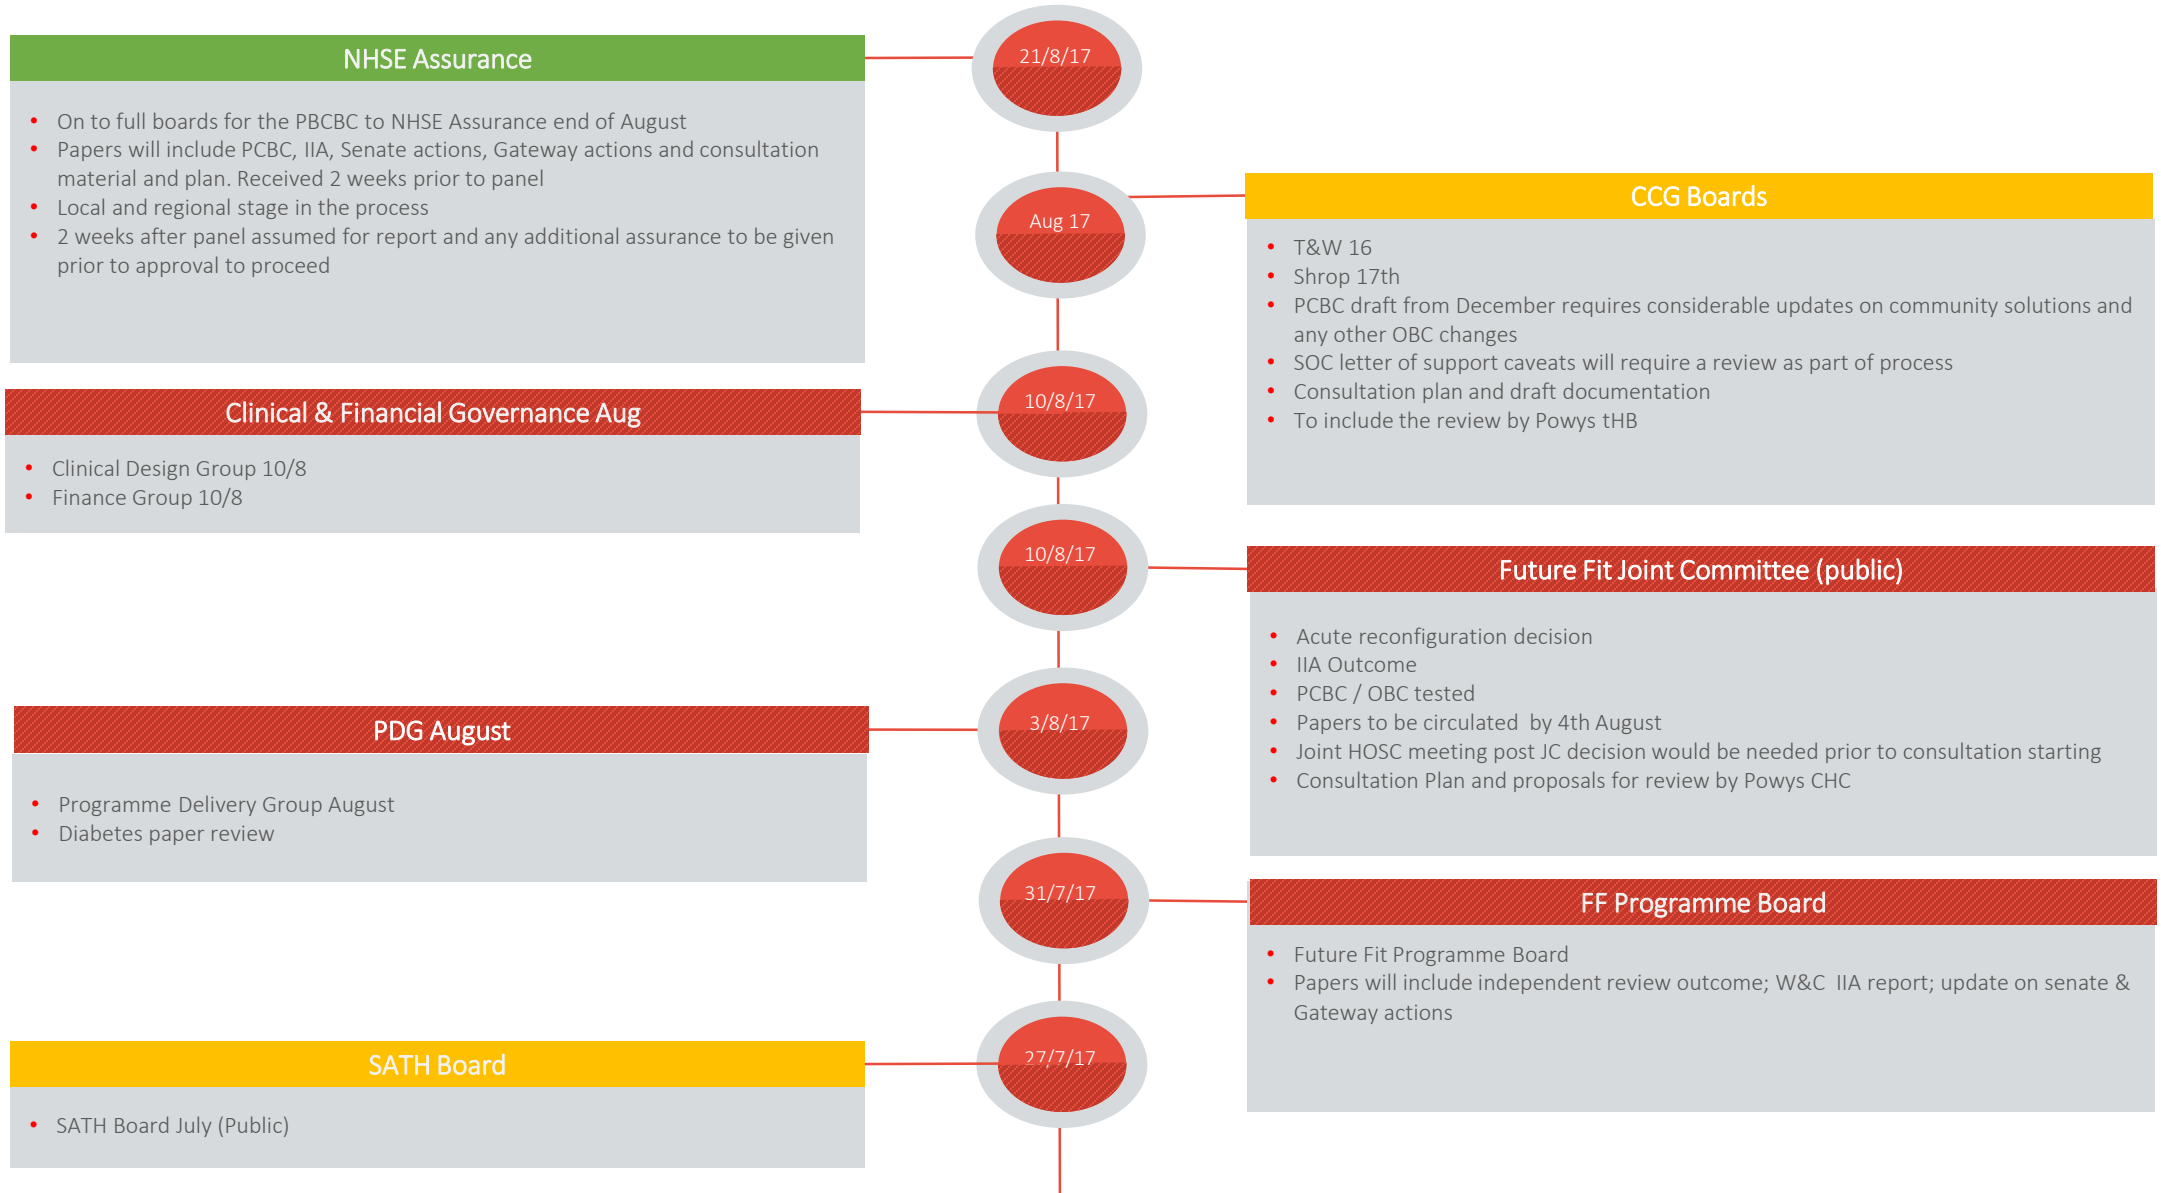 NHSE Assurance
21/8/17
• On to full boards for the PBCBC to NHSE Assurance end of August
• Papers will include PCBC, IIA, Senate actions, Gateway actions and consultation
material and plan. Received 2 weeks prior to panel
• Local and regional stage in the process
• 2 weeks after panel assumed for report and any additional assurance to be given
prior to approval to proceed
Aug 17
CCG Boards
• T&W 16
• Shrop 17th
• PCBC draft from December requires considerable updates on community solutions and
any other OBC changes
• SOC letter of support caveats will require a review as part of process
• Consultation plan and draft documentation
• To include the review by Powys tHB
Clinical & Financial Governance Aug
10/8/17
• Clinical Design Group 10/8
• Finance Group 10/8
10/8/17
Future Fit Joint Committee (public)
• Acute reconfiguration decision
• IIA Outcome
• PCBC / OBC tested
• Papers to be circulated  by 4th August
• Joint HOSC meeting post JC decision would be needed prior to consultation starting
• Consultation Plan and proposals for review by Powys CHC
PDG August
3/8/17
• Programme Delivery Group August
• Diabetes paper review
31/7/17
FF Programme Board
• Future Fit Programme Board
• Papers will include independent review outcome; W&C  IIA report; update on senate &
Gateway actions
SATH Board
27/7/17
• SATH Board July (Public)